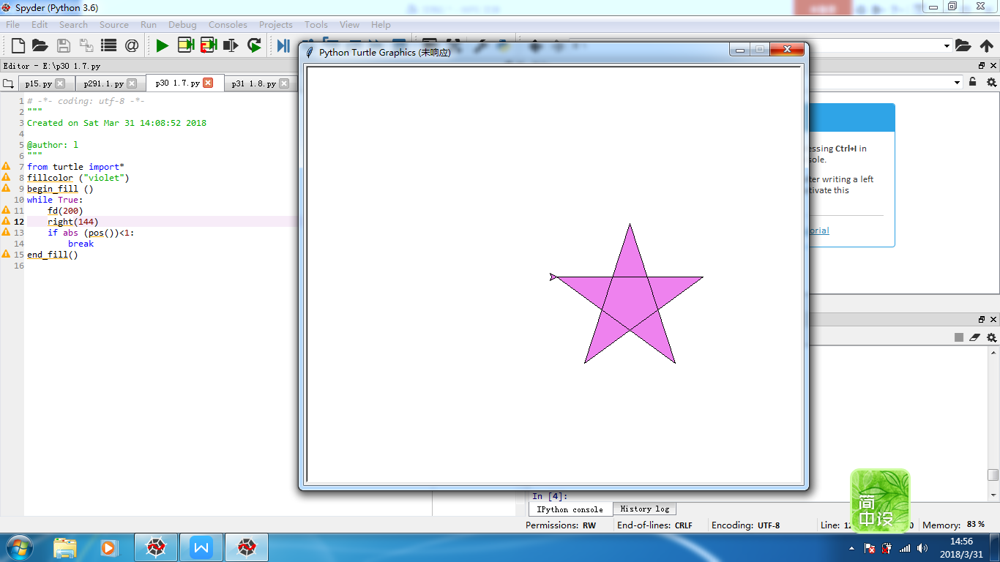 Spyder (Python 3.6)
File Edit Search Source Run Debug Consoles Projects Tools View Help
Python Turtle Graphics (未响应)
Editor - E:\p30 1.7.py
p15.py p291.1.py p30 1.7.py p31 1.8.py
1 # -*- coding: utf-8 -*-
2 """
3 Created on Sat Mar 31 14:08:52 2018
4
5 @author: l
6 """
7 from turtle import*
8 fillcolor ("violet")
9 begin_fill ()
10 while True:
11 fd(200)
12 right(144)
13 if abs (pos())<1:
14 break
15 end_fill()
16
essing Ctrl+I in
sole.
ter writing a left
tivate this
orial
In [4]:
IPython console History log
Permissions: RW End-of-lines: CRLF Encoding: UTF-8 Line: 12 0 Memory: 83 %
简
中设
14:56
2018/3/31